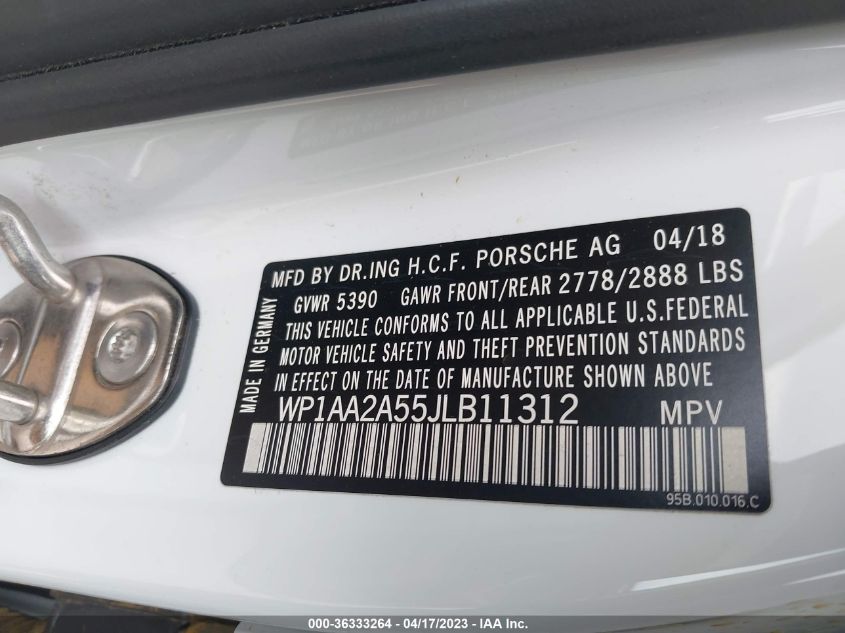 MFD BY DR.ING H.C.F. PORSCHE AG 04/18
GVWR 5390 GAWR FRONT/REAR 2778/2888 LBS
THIS VEHICLE CONFORMS TO ALL APPLICABLE U.S.FEDERAL
MOTOR VEHICLE SAFETY AND THEFT PREVENTION STANDARDS
IN EFFECT ON THE DATE OF MANUFACTURE SHOWN ABOVE.
MADE IN GERMANY
WP1AA2A55JLB11312 MPV
95B.010.016.C
000-36333264 - 04/17/2023 - IAA Inc.